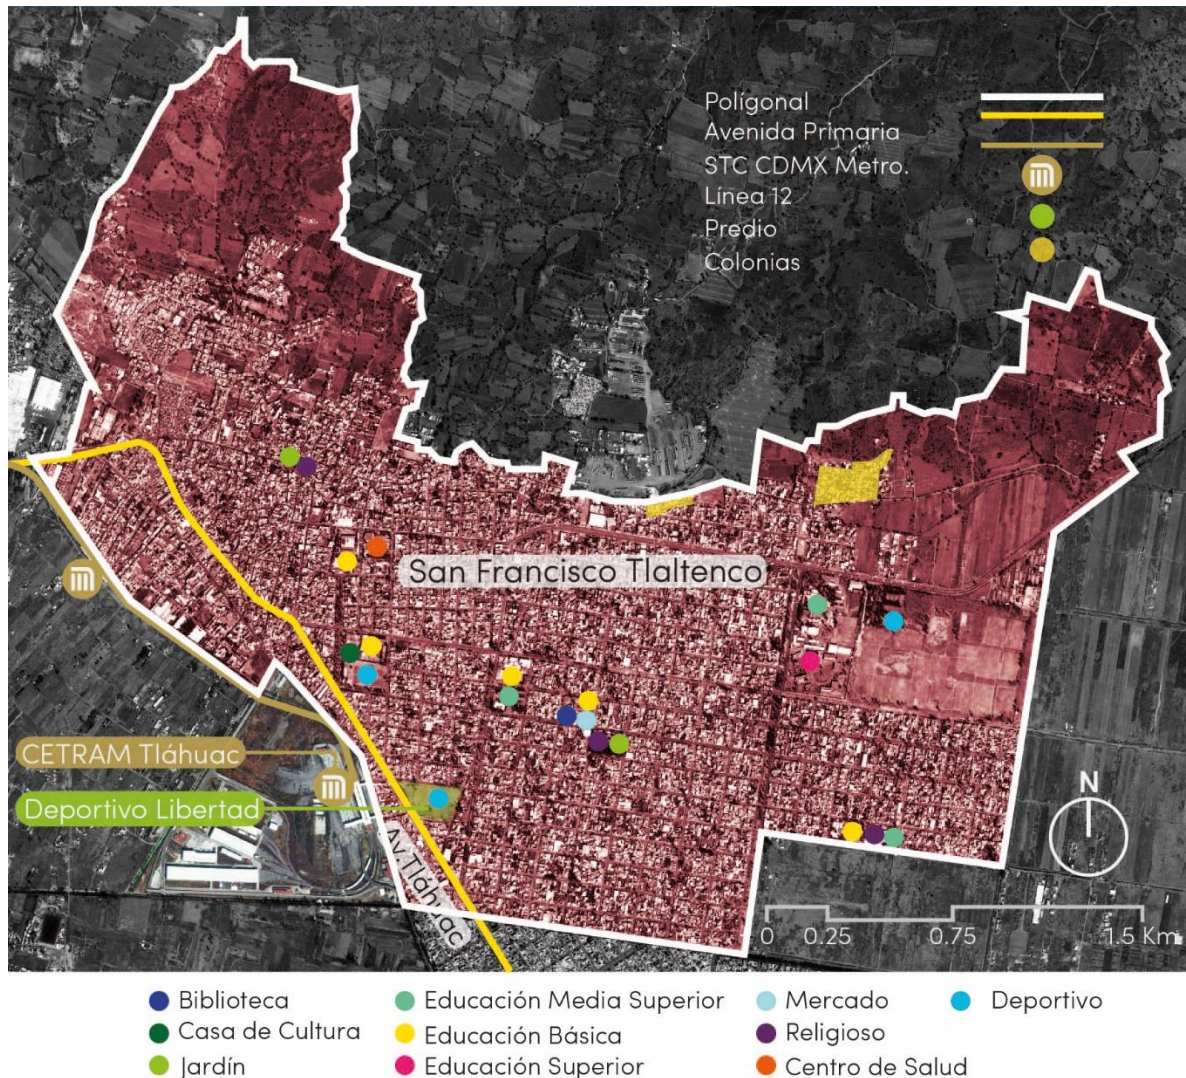 Polígonal
Avenida Primaria
STC CDMX Metro.
Línea 12
Predio
Colonias
San Francisco Tlaltenco
CETRAM Tláhuac
Deportivo Libertad
Av.Tláhuac
N
0 0.25 0.75 1.5 Km
Biblioteca
Casa de Cultura
Jardín
Educación Media Superior
Educación Básica
Educación Superior
Mercado
Religioso
Centro de Salud
Deportivo